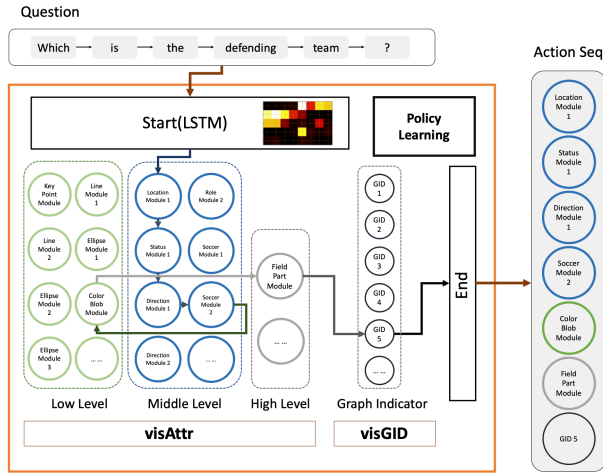 Question
Which is the defending team ?
Action Seq
Start(LSTM)
Policy
Learning
Key
Point
Module
Line
Module
1
Line
Module
2
Ellipse
Module
1
Ellipse
Module
2
Color
Blob
Module
Ellipse
Module
3
... ...
Low Level
Location
Module 1
Role
Module 2
Status
Module 1
Soccer
Module 1
Direction
Module 1
Soccer
Module
2
Direction
Module 2
... ...
Middle Level
Field
Part
Module
... ...
High Level
GID
1
GID
2
GID
3
GID
4
GID
5
... ...
Graph Indicator
End
visAttr
visGID
Location
Module
1
Status
Module
1
Direction
Module
1
Soccer
Module
2
Color
Blob
Module
Field
Part
Module
GID 5